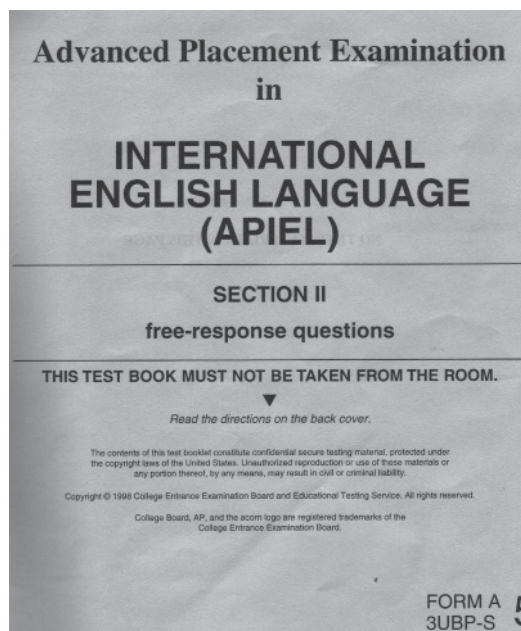 Advanced Placement Examination
in
INTERNATIONAL
ENGLISH LANGUAGE
(APIEL)
SECTION II
free-response questions
THIS TEST BOOK MUST NOT BE TAKEN FROM THE ROOM.
Read the directions on the back cover.
The contents of this test booklet constitute confidential secure testing material, protected under
the copyright laws of the United States. Unauthorized reproduction or use of these materials or
any portion thereof, by any means, may result in civil or criminal liability.
Copyright © 1998 College Entrance Examination Board and Educational Testing Service. All rights reserved.
College Board, AP, and the acorn logo are registered trademarks of the
College Entrance Examination Board.
FORM A
3UBP-S